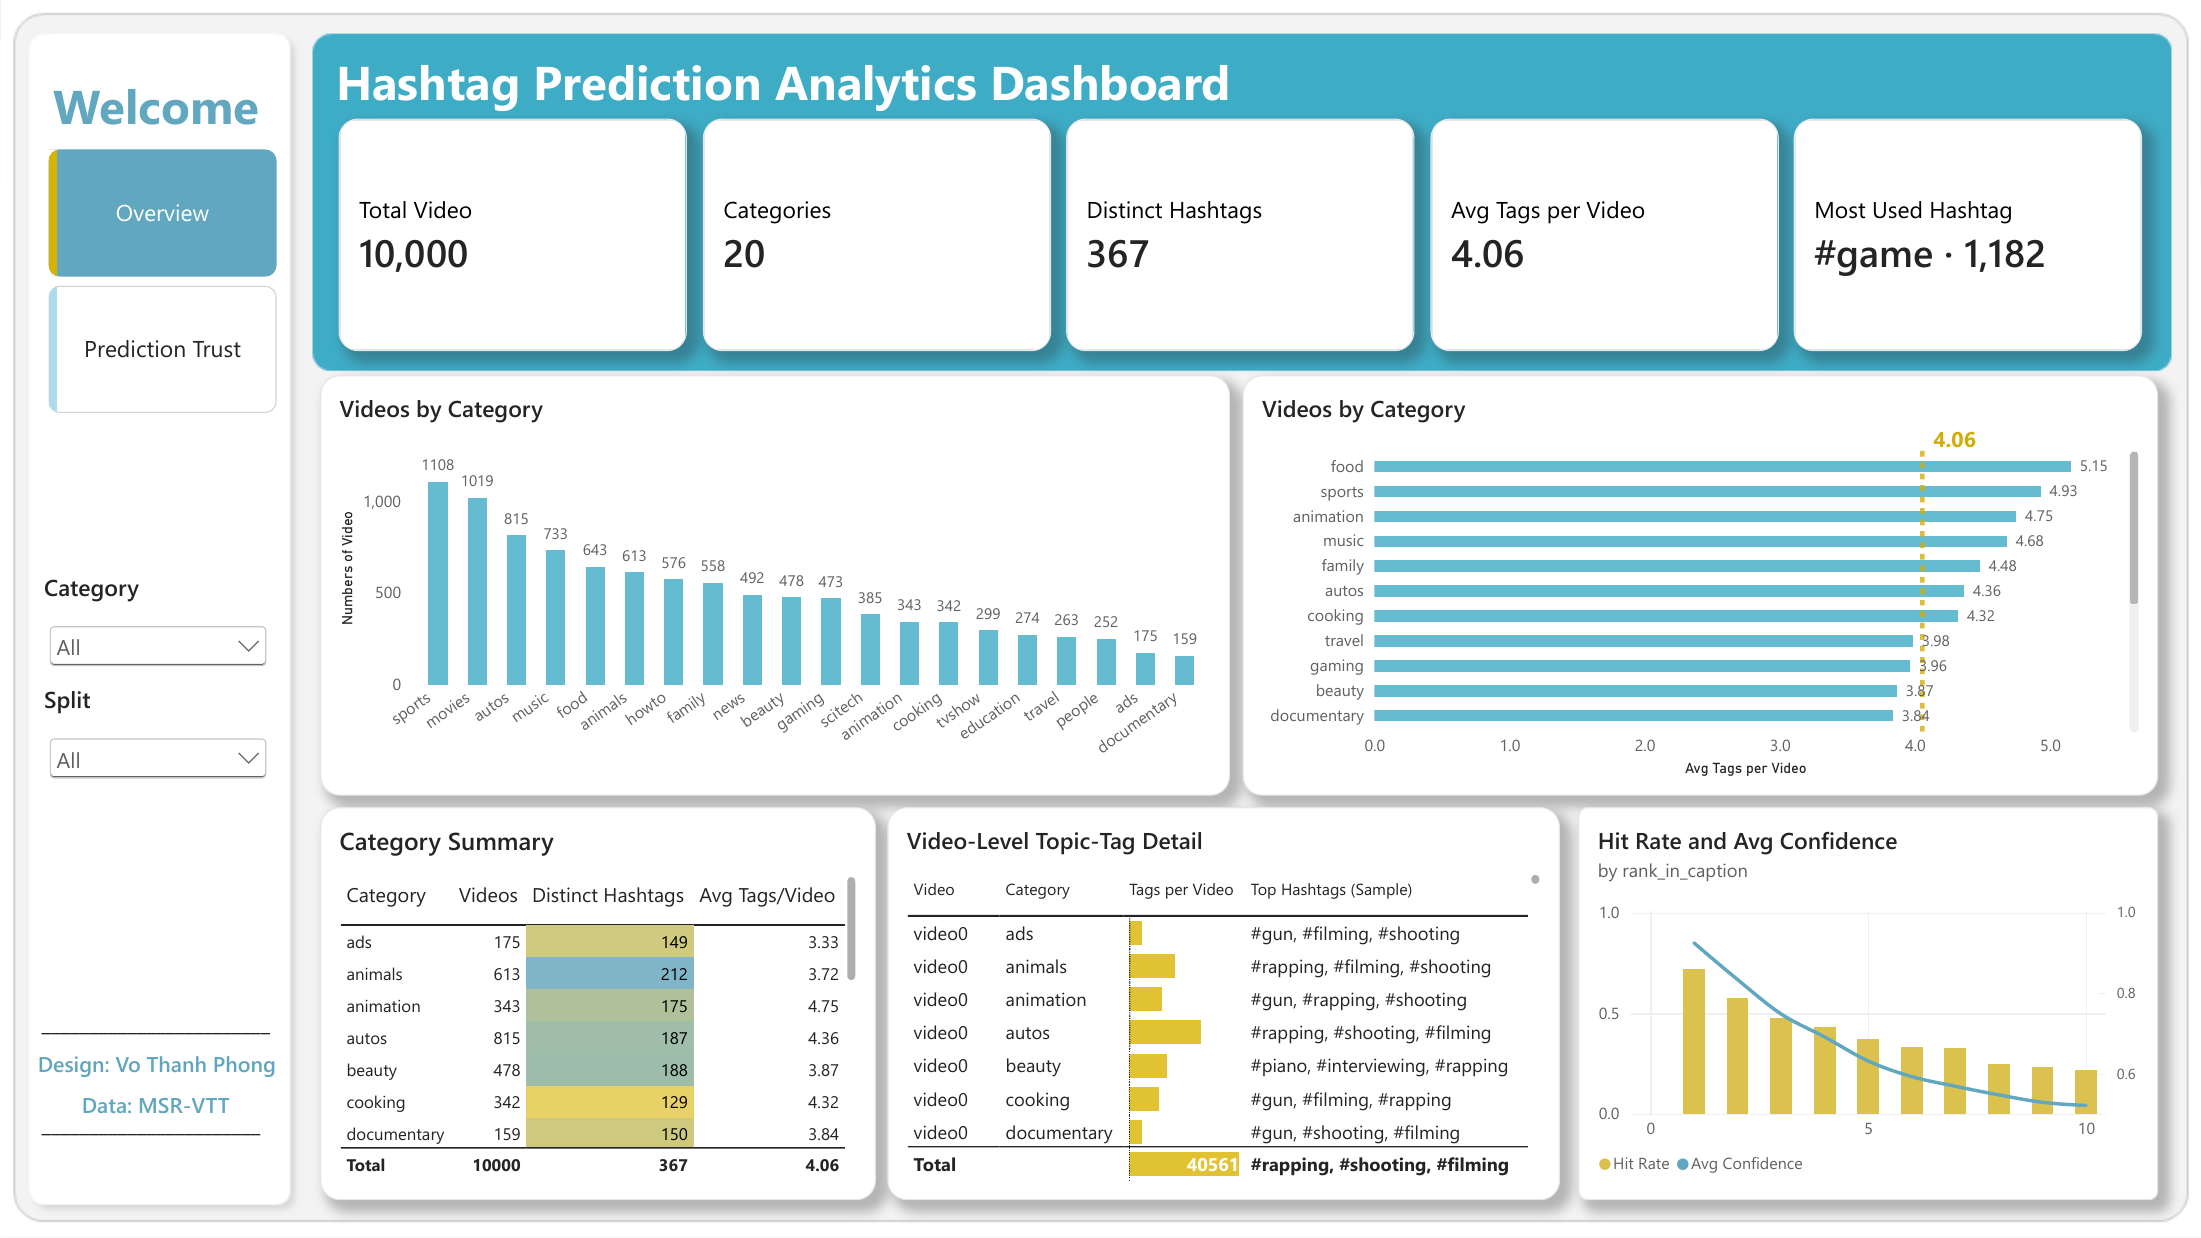 Welcome
Overview
Prediction Trust
Category
All
Split
All
Design: Vo Thanh Phong
Data: MSR-VTT
Hashtag Prediction Analytics Dashboard
Total Video
10,000
Categories
20
Distinct Hashtags
367
Avg Tags per Video
4.06
Most Used Hashtag
#game · 1,182
Videos by Category
Numbers of Video
1,000
500
0
1108 1019 815 733 643 613 576 558 492 478 473 385 343 342 299 274 263 252 175 159
sports movies autos music food animals howto family news beauty gaming scitech animation cooking tvshow education travel people ads documentary
Videos by Category
4.06
food 5.15
sports 4.93
animation 4.75
music 4.68
family 4.48
autos 4.36
cooking 4.32
travel 3.98
gaming 3.96
beauty 3.87
documentary 3.84
0.0 1.0 2.0 3.0 4.0 5.0
Avg Tags per Video
Category Summary
Category Videos Distinct Hashtags Avg Tags/Video
ads 175 149 3.33
animals 613 212 3.72
animation 343 175 4.75
autos 815 187 4.36
beauty 478 188 3.87
cooking 342 129 4.32
documentary 159 150 3.84
Total 10000 367 4.06
Video-Level Topic-Tag Detail
Video Category Tags per Video Top Hashtags (Sample)
video0 ads #gun, #filming, #shooting
video0 animals #rapping, #filming, #shooting
video0 animation #gun, #rapping, #shooting
video0 autos #rapping, #shooting, #filming
video0 beauty #piano, #interviewing, #rapping
video0 cooking #gun, #filming, #rapping
video0 documentary #gun, #shooting, #filming
Total 40561 #rapping, #shooting, #filming
Hit Rate and Avg Confidence
by rank_in_caption
1.0 1.0
0.8
0.5
0.6
0.0
0 5 10
Hit Rate Avg Confidence